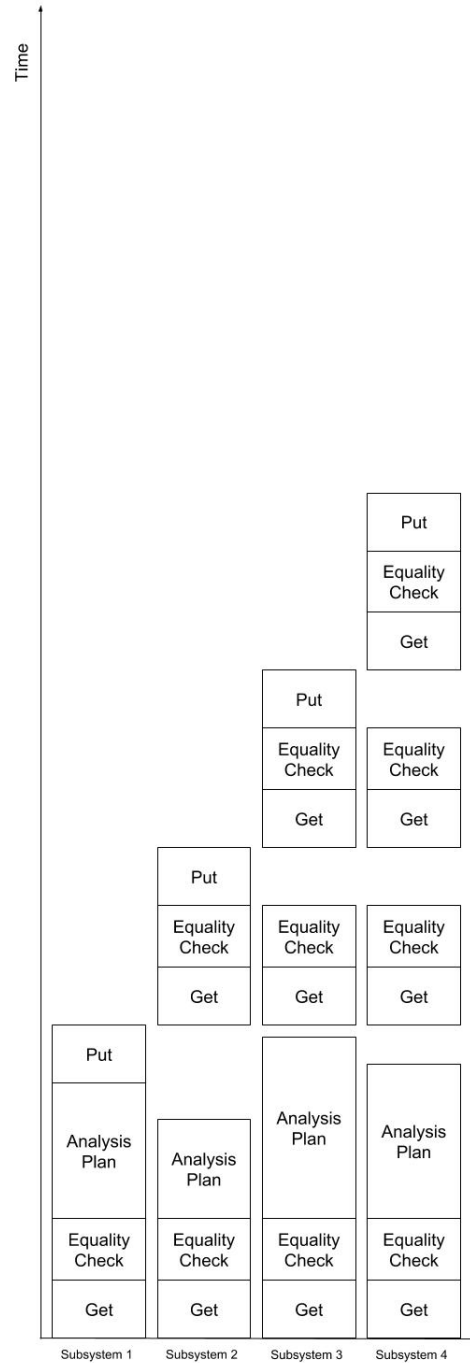 Time
Put
Equality
Check
Get
Put
Equality
Check
Get
Equality
Check
Get
Put
Equality
Check
Get
Equality
Check
Get
Equality
Check
Get
Put
Analysis
Plan
Equality
Check
Get
Analysis
Plan
Equality
Check
Get
Analysis
Plan
Equality
Check
Get
Analysis
Plan
Equality
Check
Get
Subsystem 1
Subsystem 2
Subsystem 3
Subsystem 4